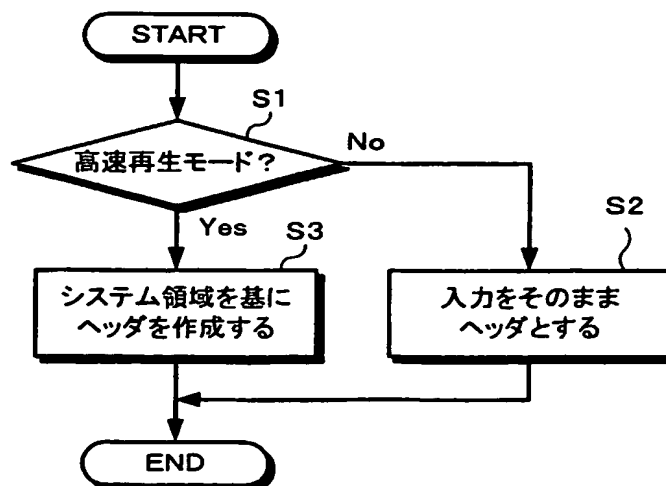 START
S1
高速再生モード?
No
Yes
S3
S2
システム領域を基に
ヘッダを作成する
入力をそのまま
ヘッダとする
END